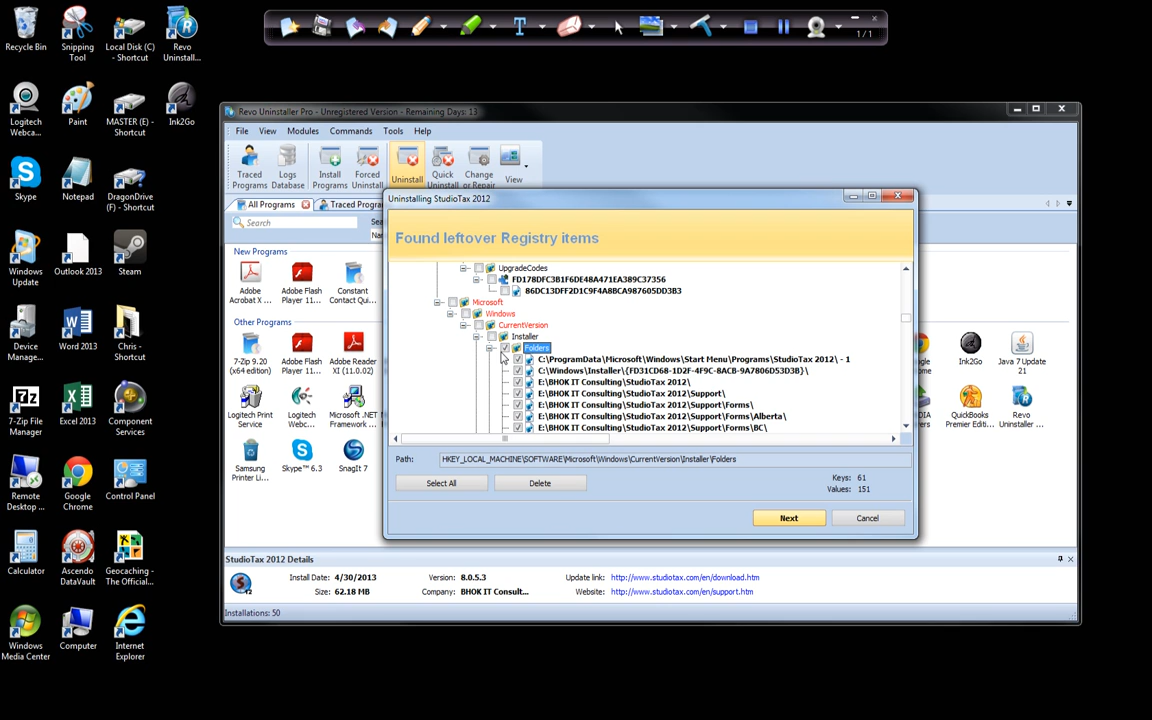 1 / 1
Recycle Bin
Snipping
Tool
Local Disk (C)
- Shortcut
Revo
Uninstall...
Logitech
Webca...
Paint
MASTER (E) -
Shortcut
Ink2Go
Skype
Notepad
DragonDrive
(F) - Shortcut
Windows
Update
Outlook 2013
Steam
Device
Manage...
Word 2013
Chris -
Shortcut
7-Zip File
Manager
Excel 2013
Component
Services
Remote
Desktop ...
Google
Chrome
Control Panel
Calculator
Ascendo
DataVault
Geocaching -
The Official...
Windows
Media Center
Computer
Internet
Explorer
Revo Uninstaller Pro - Unregistered Version - Remaining Days: 13
File View Modules Commands Tools Help
Traced
Programs
Logs
Database
Install
Programs
Forced
Uninstall
Uninstall
Quick
Uninstall
Change
or Repair
View
All Programs
Traced Progra
Search
Sea
Nan
New Programs
Adobe
Acrobat X ...
Adobe Flash
Player 11...
Constant
Contact Qui...
Other Programs
7-Zip 9.20
(x64 edition)
Adobe Flash
Player 11...
Adobe Reader
XI (11.0.02)
Logitech Print
Service
Logitech
Webc...
Microsoft .NET
Framework ...
Samsung
Printer Li...
Skype™ 6.3
SnagIt 7
Ink2Go
Java 7 Update
21
QuickBooks
Premier Editi...
Revo
Uninstaller ...
Uninstalling StudioTax 2012
Found leftover Registry items
UpgradeCodes
FD178DFC3B1F6DE48A471EA389C37356
86DC13DFF2D1C9F4A8BCA987605DD3B3
Microsoft
Windows
CurrentVersion
Installer
Folders
C:\ProgramData\Microsoft\Windows\Start Menu\Programs\StudioTax 2012\ - 1
C:\Windows\Installer\{FD31CD68-1D2F-4F9C-8ACB-9A7806D53D3B}\
E:\BHOK IT Consulting\StudioTax 2012\
E:\BHOK IT Consulting\StudioTax 2012\Support\
E:\BHOK IT Consulting\StudioTax 2012\Support\Forms\
E:\BHOK IT Consulting\StudioTax 2012\Support\Forms\Alberta\
E:\BHOK IT Consulting\StudioTax 2012\Support\Forms\BC\
Path: HKEY_LOCAL_MACHINE\SOFTWARE\Microsoft\Windows\CurrentVersion\Installer\Folders
Select All Delete
Keys: 61
Values: 151
Next Cancel
StudioTax 2012 Details
Install Date: 4/30/2013 Version: 8.0.5.3 Update link: http://www.studiotax.com/en/download.htm
Size: 62.18 MB Company: BHOK IT Consult... Website: http://www.studiotax.com/en/support.htm
Installations: 50